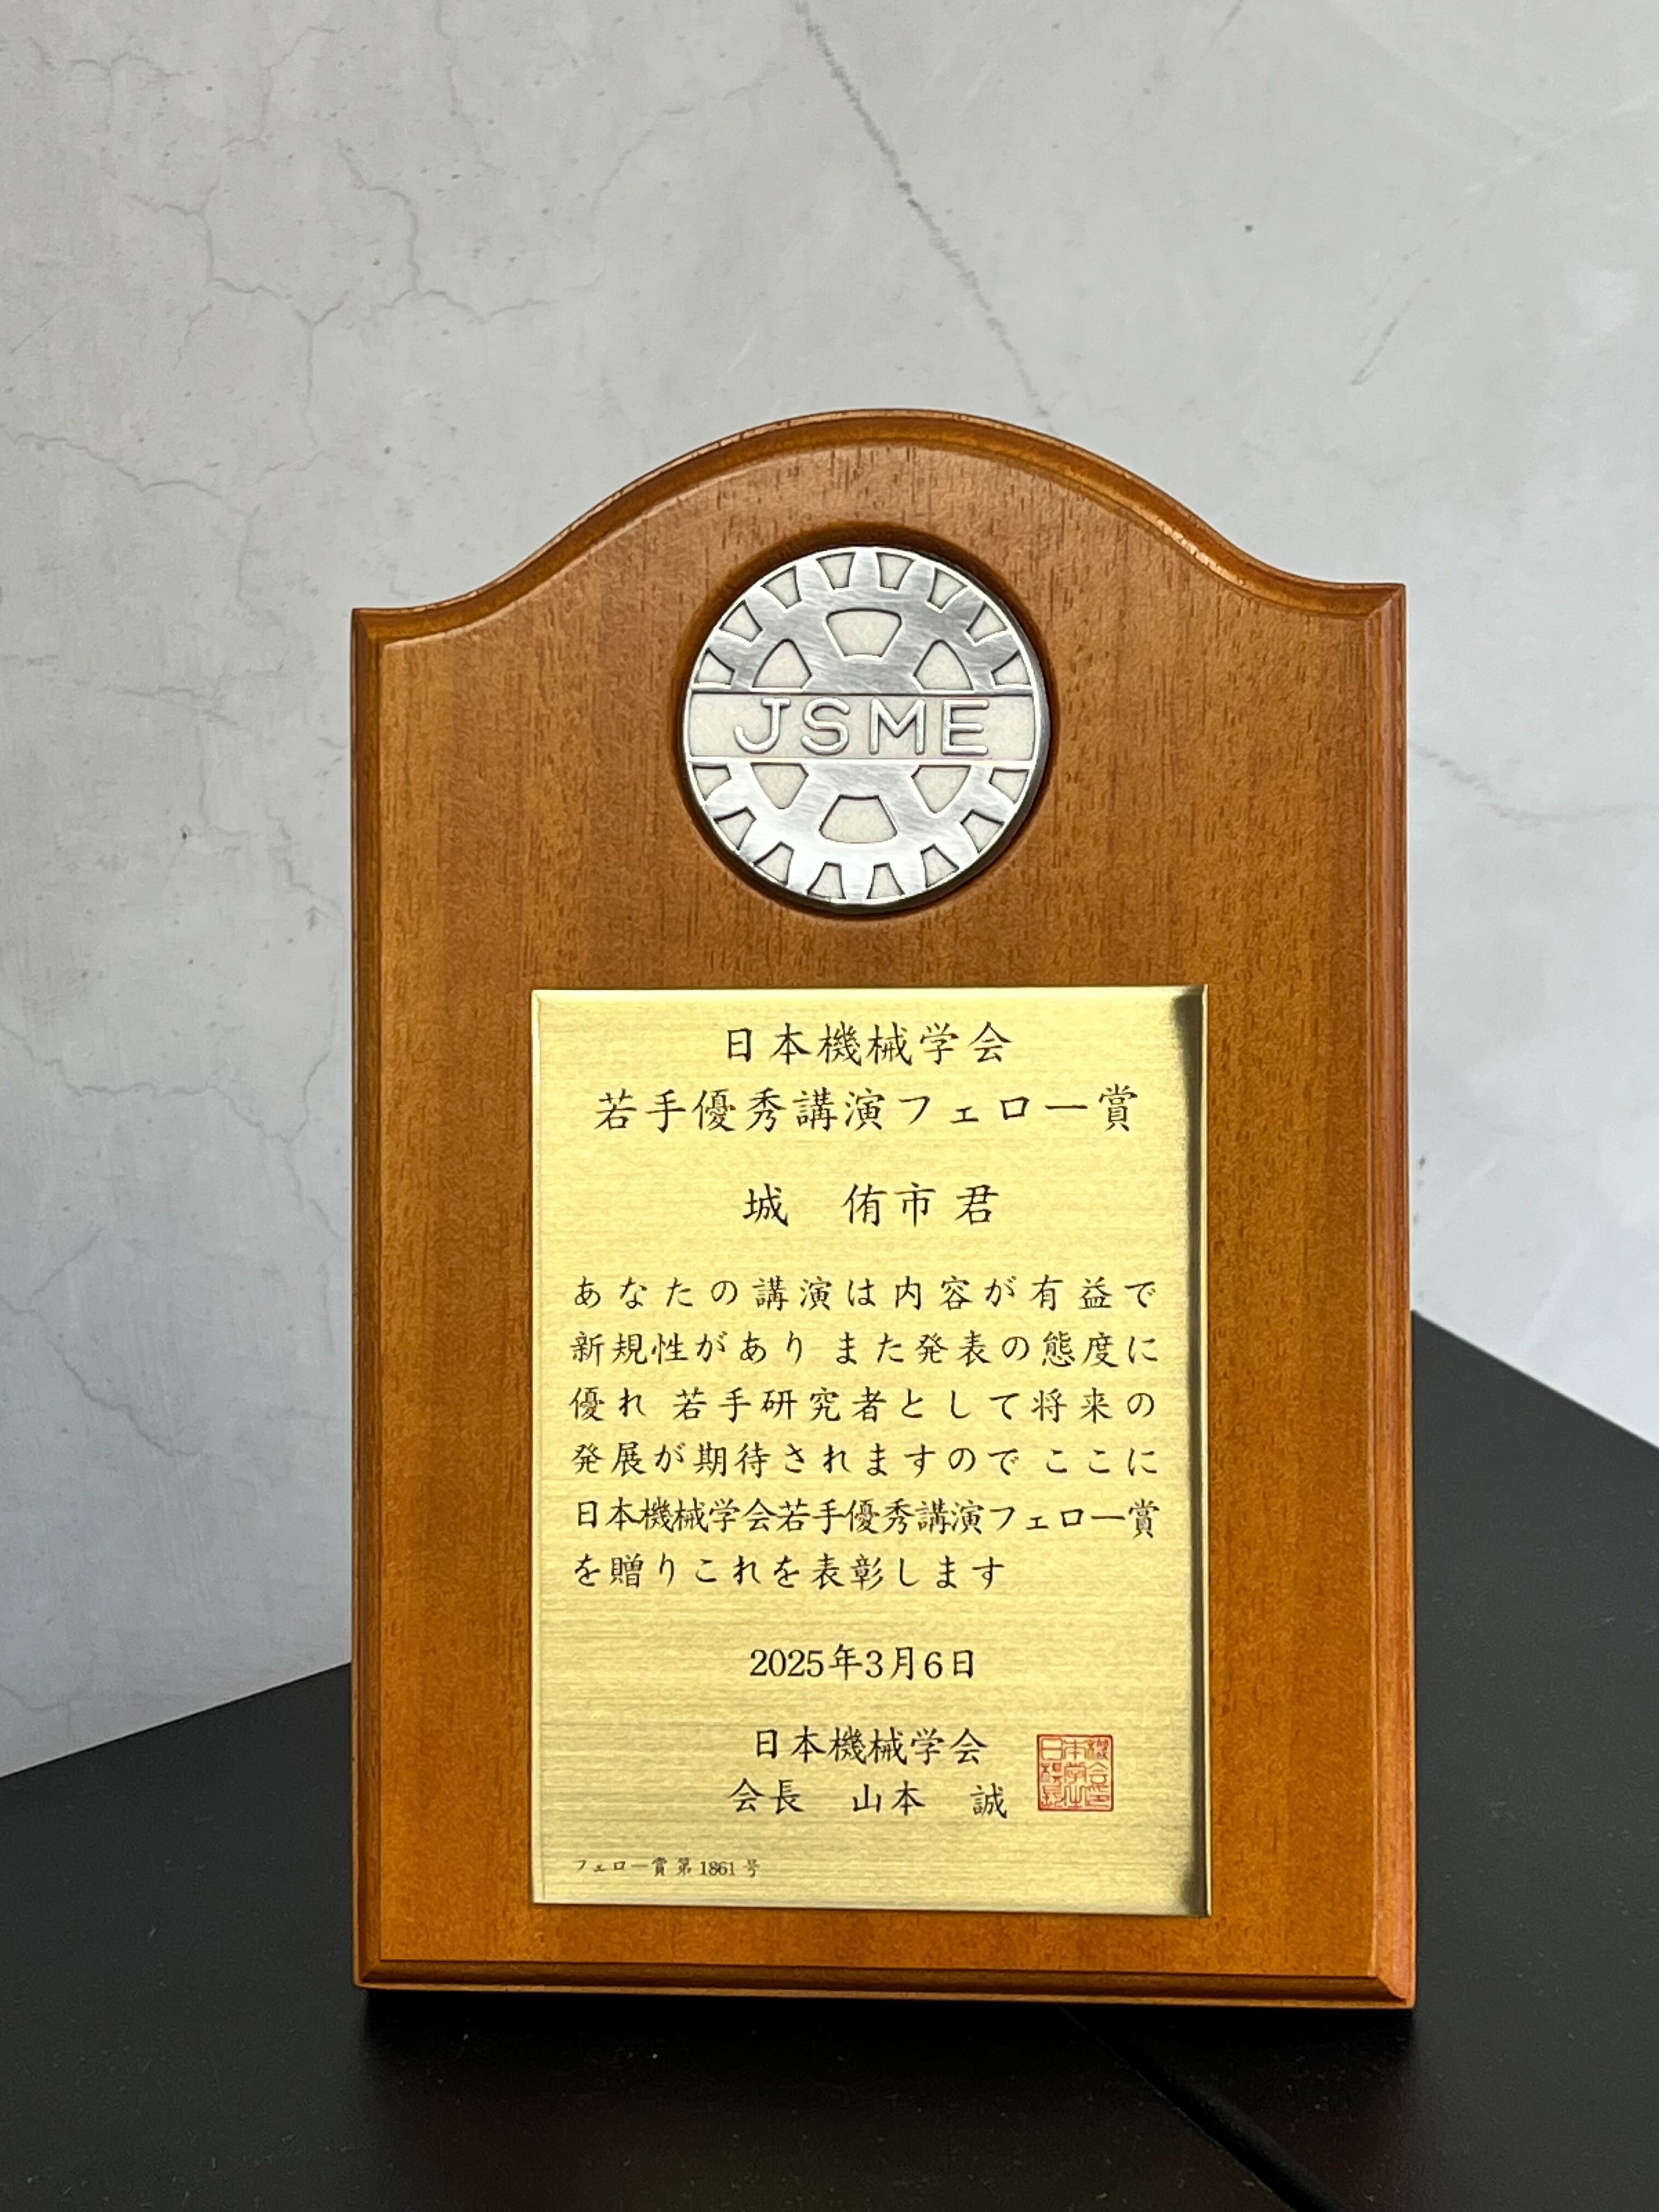 JSME
日本機械学会
若手優秀講演フェロー賞
城　侑市 君
あなたの講演は内容が有益で
新規性があり また発表の態度に
優れ 若手研究者として将来の
発展が期待されますので ここに
日本機械学会若手優秀講演フェロー賞
を贈りこれを表彰します
2025年3月6日
日本機械学会
会長　山本　誠
フェロー賞 第 1861 号